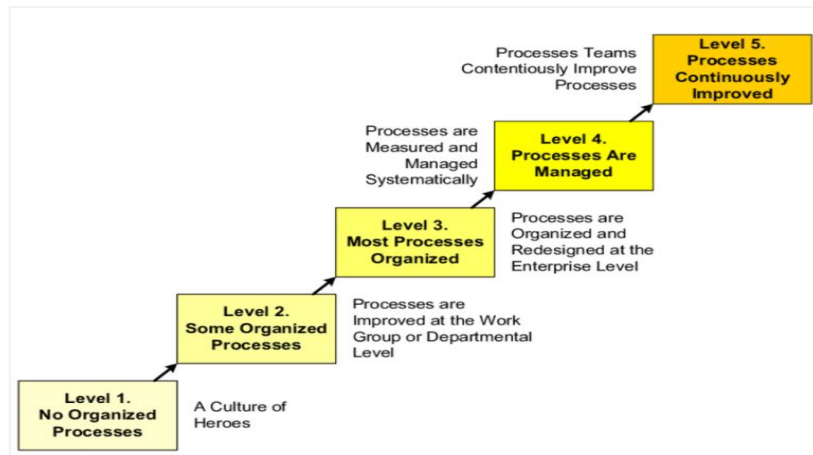 Level 5.
Processes
Continuously
Improved
Processes Teams
Contentiously Improve
Processes
Level 4.
Processes Are
Managed
Processes are
Measured and
Managed
Systematically
Level 3.
Most Processes
Organized
Processes are
Organized and
Redesigned at the
Enterprise Level
Level 2.
Some Organized
Processes
Processes are
Improved at the Work
Group or Departmental
Level
Level 1.
No Organized
Processes
A Culture of
Heroes